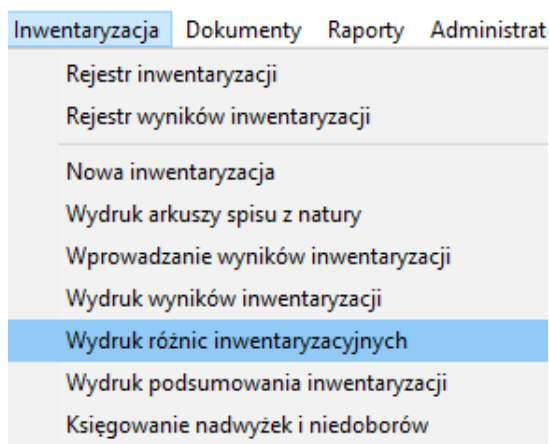 Inwentaryzacja Dokumenty Raporty Administrat
Rejestr inwentaryzacji
Rejestr wyników inwentaryzacji
Nowa inwentaryzacja
Wydruk arkuszy spisu z natury
Wprowadzanie wyników inwentaryzacji
Wydruk wyników inwentaryzacji
Wydruk różnic inwentaryzacyjnych
Wydruk podsumowania inwentaryzacji
Księgowanie nadwyżek i niedoborów